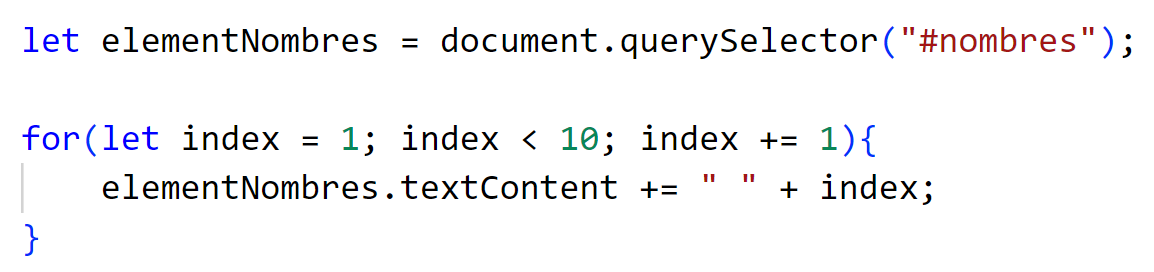 let elementNombres = document.querySelector("#nombres");
for(let index = 1; index < 10; index += 1){
    elementNombres.textContent += " " + index;
}